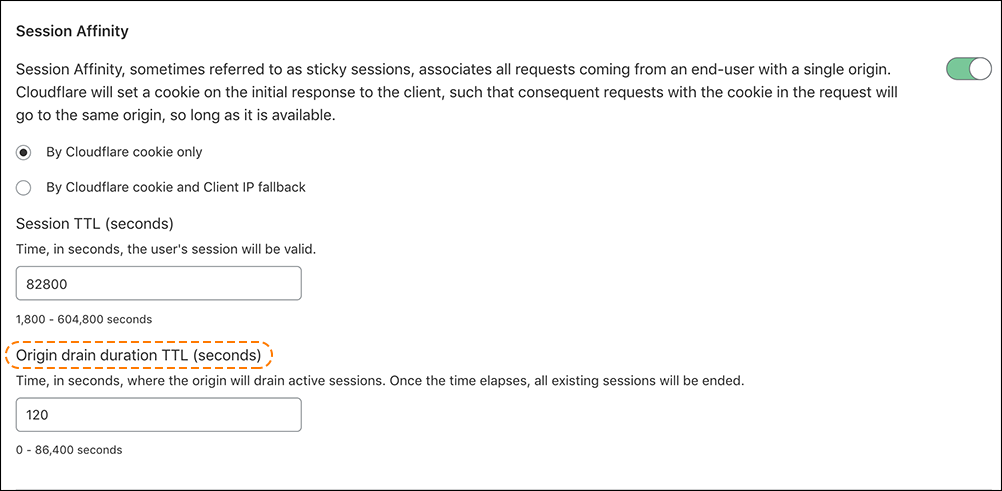 Session Affinity
Session Affinity, sometimes referred to as sticky sessions, associates all requests coming from an end-user with a single origin.
Cloudflare will set a cookie on the initial response to the client, such that consequent requests with the cookie in the request will
go to the same origin, so long as it is available.
By Cloudflare cookie only
By Cloudflare cookie and Client IP fallback
Session TTL (seconds)
Time, in seconds, the user's session will be valid.
82800
1,800 - 604,800 seconds
Origin drain duration TTL (seconds)
Time, in seconds, where the origin will drain active sessions. Once the time elapses, all existing sessions will be ended.
120
0 - 86,400 seconds